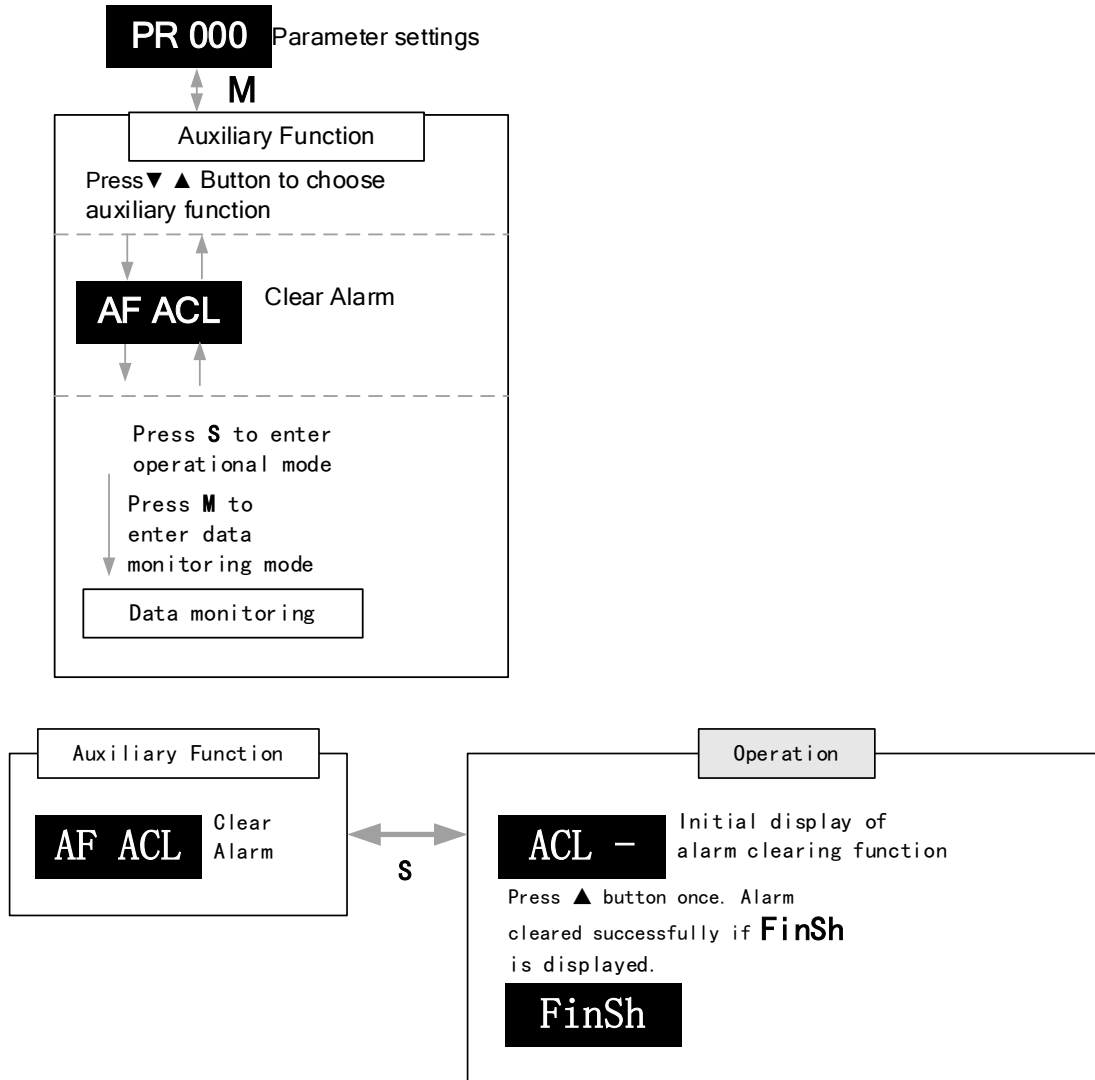 PR 000 Parameter settings
M
Auxiliary Function
Press▼ ▲ Button to choose
auxiliary function
AF ACL Clear Alarm
Press S to enter
operational mode
Press M to
enter data
monitoring mode
Data monitoring
Auxiliary Function
AF ACL
Clear
Alarm
S
Operation
ACL −
Initial display of
alarm clearing function
Press ▲ button once. Alarm
cleared successfully if FinSh
is displayed.
FinSh